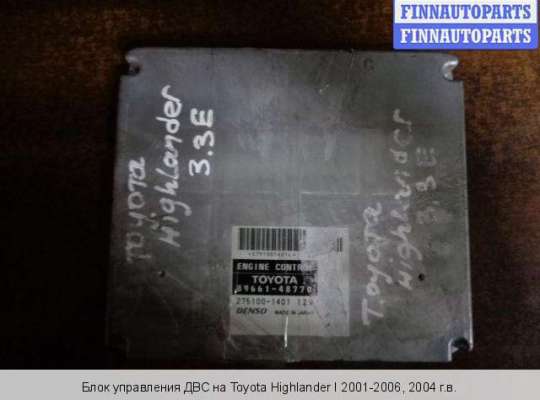 FINNAUTOPARTS
FINNAUTOPARTS
TOYOTA
Highlander
3.3E
TOYOTA
Highlander
3.3E
ENGINE CONTROL
TOYOTA
89661-48770
275100-1401 12V
DENSO MADE IN JAPAN
Блок управления ДВС на Toyota Highlander I 2001-2006, 2004 г.в.